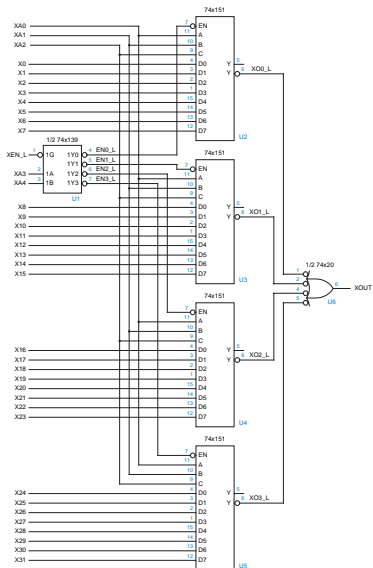 74x151
XA0
XA1
XA2
7 EN
11 A
10 B
9 C
X0 4 D0 Y 5
X1 3 D1 Y 6 XO0_L
X2 2 D2
X3 1 D3
X4 15 D4
X5 14 D5
X6 13 D6
X7 12 D7
U2
1/2 74x139
XEN_L 1 1G 1Y0 4 EN0_L
1Y1 5 EN1_L
XA3 2 1A 1Y2 6 EN2_L
XA4 3 1B 1Y3 7 EN3_L
U1
74x151
7 EN
11 A
10 B
9 C
X8 4 D0 Y 5
X9 3 D1 Y 6 XO1_L
X10 2 D2
X11 1 D3
X12 15 D4
X13 14 D5
X14 13 D6
X15 12 D7
U3
1/2 74x20
1
2
4
5
6 XOUT
U6
74x151
7 EN
11 A
10 B
9 C
X16 4 D0 Y 5
X17 3 D1 Y 6 XO2_L
X18 2 D2
X19 1 D3
X20 15 D4
X21 14 D5
X22 13 D6
X23 12 D7
U4
74x151
7 EN
11 A
10 B
9 C
X24 4 D0 Y 5
X25 3 D1 Y 6 XO3_L
X26 2 D2
X27 1 D3
X28 15 D4
X29 14 D5
X30 13 D6
X31 12 D7
U5